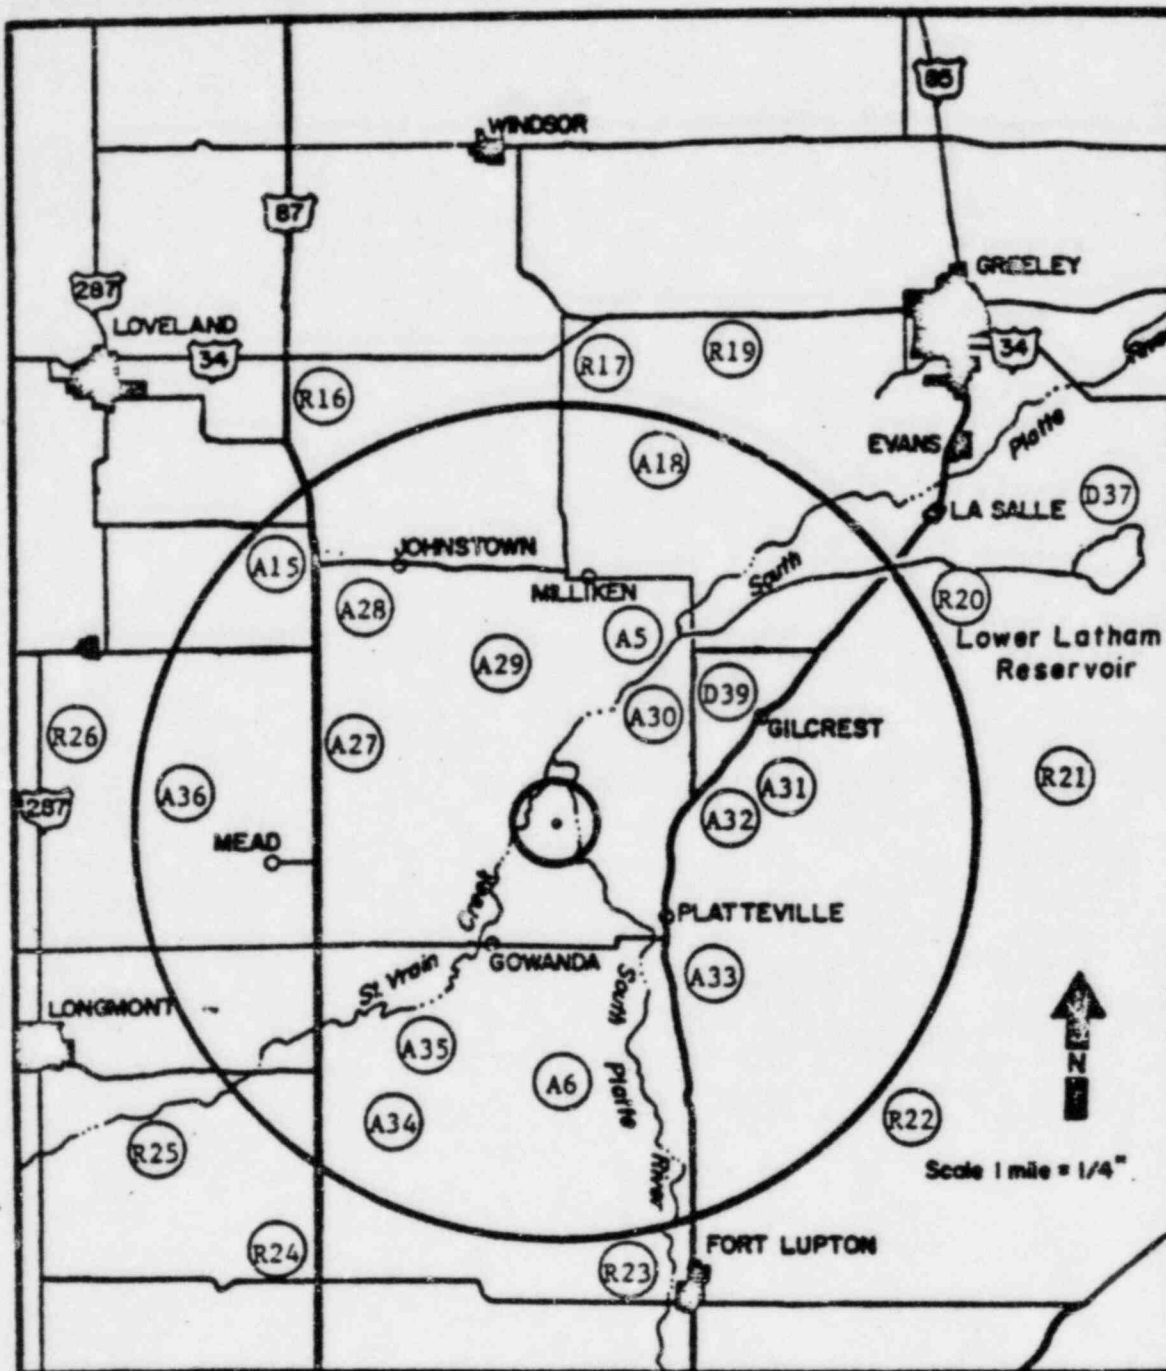 85
WINDSOR
87
GREELEY
287
LOVELAND
34
R17
R19
34
River
R16
EVANS
Platte
A18
D37
LA SALLE
JOHNSTOWN
A15
South
MILLIKEN
A28
R20
A5
Lower Latham
Reservoir
A29
D39
A30
GILCREST
R26
A27
R21
A36
A31
287
A32
MEAD
Creek
PLATTEVILLE
GOWANDA
St. Vrain
South
A33
LONGMONT
A35
N
A6
Platte
A34
R22
R25
Scale 1 mile = 1/4"
River
R24
FORT LUPTON
R23